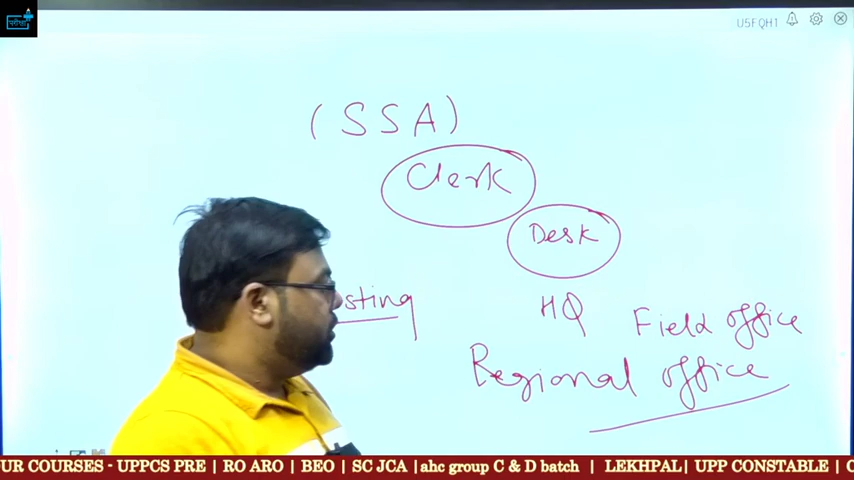 परीक्षा
U5FQH1
(SSA)
Clerk
Desk
sting
HQ
Field office
Regional office
UR COURSES - UPPCS PRE | RO ARO | BEO | SC JCA |ahc group C & D batch | LEKHPAL| UPP CONSTABLE | C